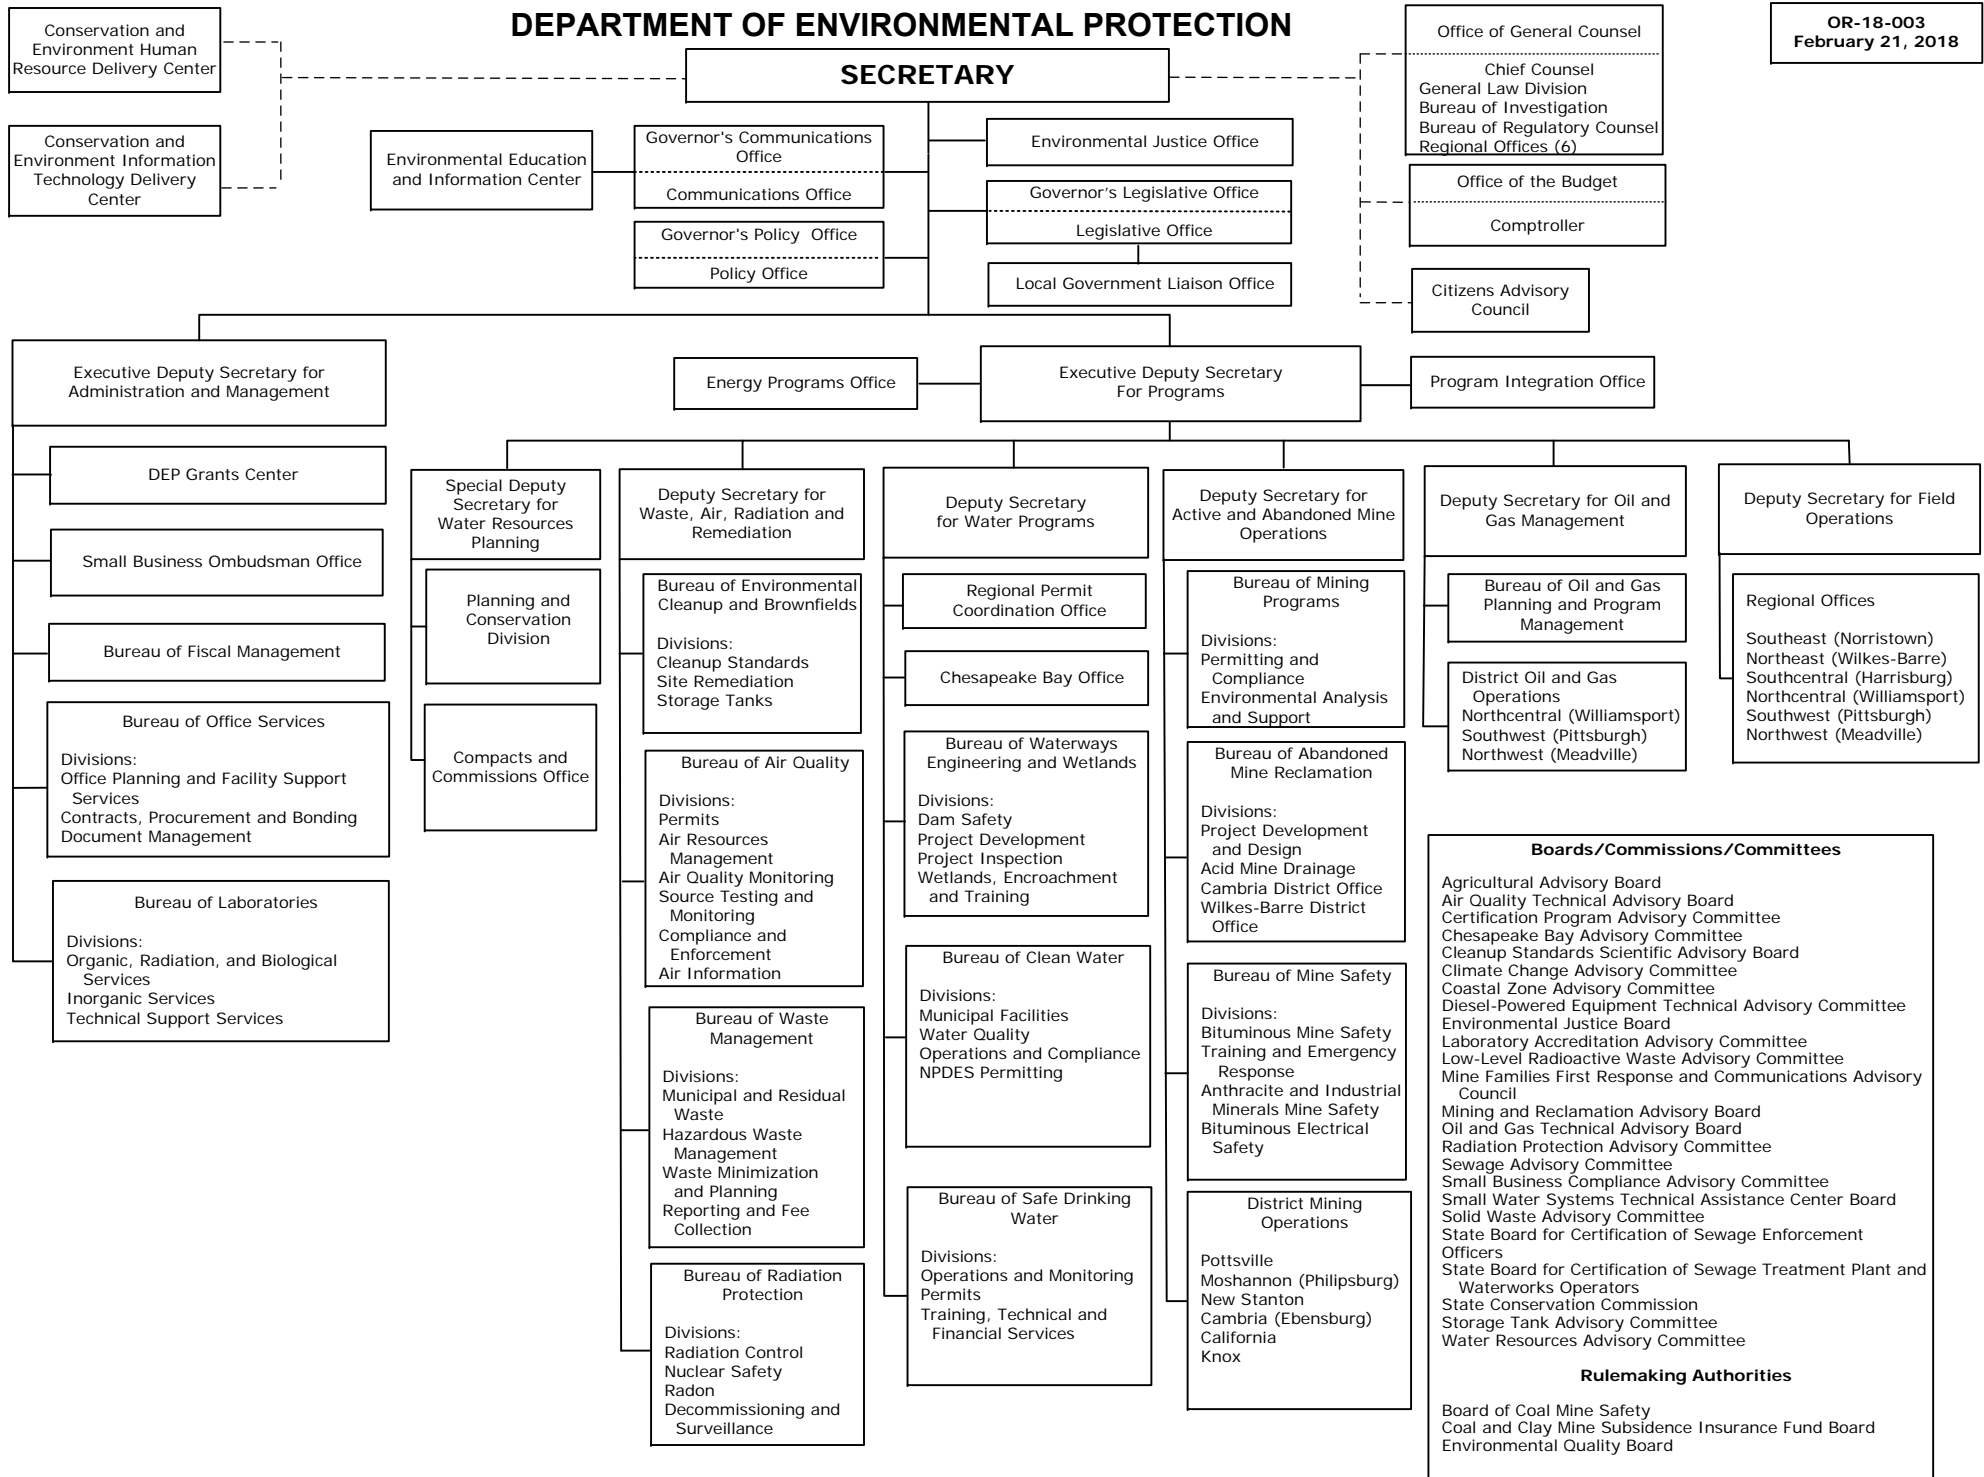 DEPARTMENT OF ENVIRONMENTAL PROTECTION
OR-18-003
February 21, 2018
SECRETARY
Conservation and
Environment Human
Resource Delivery Center
Conservation and
Environment Information
Technology Delivery
Center
Environmental Education
and Information Center
Governor's Communications
Office
Communications Office
Governor's Policy Office
Policy Office
Environmental Justice Office
Governor's Legislative Office
Legislative Office
Local Government Liaison Office
Office of General Counsel
Chief Counsel
General Law Division
Bureau of Investigation
Bureau of Regulatory Counsel
Regional Offices (6)
Office of the Budget
Comptroller
Citizens Advisory
Council
Executive Deputy Secretary for
Administration and Management
Energy Programs Office
Executive Deputy Secretary
For Programs
Program Integration Office
DEP Grants Center
Small Business Ombudsman Office
Bureau of Fiscal Management
Bureau of Office Services
Divisions:
Office Planning and Facility Support
Services
Contracts, Procurement and Bonding
Document Management
Bureau of Laboratories
Divisions:
Organic, Radiation, and Biological
Services
Inorganic Services
Technical Support Services
Special Deputy
Secretary for
Water Resources
Planning
Planning and
Conservation
Division
Compacts and
Commissions Office
Deputy Secretary for
Waste, Air, Radiation and
Remediation
Bureau of Environmental
Cleanup and Brownfields
Divisions:
Cleanup Standards
Site Remediation
Storage Tanks
Bureau of Air Quality
Divisions:
Permits
Air Resources
Management
Air Quality Monitoring
Source Testing and
Monitoring
Compliance and
Enforcement
Air Information
Bureau of Waste
Management
Divisions:
Municipal and Residual
Waste
Hazardous Waste
Management
Waste Minimization
and Planning
Reporting and Fee
Collection
Bureau of Radiation
Protection
Divisions:
Radiation Control
Nuclear Safety
Radon
Decommissioning and
Surveillance
Deputy Secretary
for Water Programs
Regional Permit
Coordination Office
Chesapeake Bay Office
Bureau of Waterways
Engineering and Wetlands
Divisions:
Dam Safety
Project Development
Project Inspection
Wetlands, Encroachment
and Training
Bureau of Clean Water
Divisions:
Municipal Facilities
Water Quality
Operations and Compliance
NPDES Permitting
Bureau of Safe Drinking
Water
Divisions:
Operations and Monitoring
Permits
Training, Technical and
Financial Services
Deputy Secretary for
Active and Abandoned Mine
Operations
Bureau of Mining
Programs
Divisions:
Permitting and
Compliance
Environmental Analysis
and Support
Bureau of Abandoned
Mine Reclamation
Divisions:
Project Development
and Design
Acid Mine Drainage
Cambria District Office
Wilkes-Barre District
Office
Bureau of Mine Safety
Divisions:
Bituminous Mine Safety
Training and Emergency
Response
Anthracite and Industrial
Minerals Mine Safety
Bituminous Electrical
Safety
District Mining
Operations
Pottsville
Moshannon (Philipsburg)
New Stanton
Cambria (Ebensburg)
California
Knox
Deputy Secretary for Oil and
Gas Management
Bureau of Oil and Gas
Planning and Program
Management
District Oil and Gas
Operations
Northcentral (Williamsport)
Southwest (Pittsburgh)
Northwest (Meadville)
Deputy Secretary for Field
Operations
Regional Offices
Southeast (Norristown)
Northeast (Wilkes-Barre)
Southcentral (Harrisburg)
Northcentral (Williamsport)
Southwest (Pittsburgh)
Northwest (Meadville)
Boards/Commissions/Committees
Agricultural Advisory Board
Air Quality Technical Advisory Board
Certification Program Advisory Committee
Chesapeake Bay Advisory Committee
Cleanup Standards Scientific Advisory Board
Climate Change Advisory Committee
Coastal Zone Advisory Committee
Diesel-Powered Equipment Technical Advisory Committee
Environmental Justice Board
Laboratory Accreditation Advisory Committee
Low-Level Radioactive Waste Advisory Committee
Mine Families First Response and Communications Advisory
Council
Mining and Reclamation Advisory Board
Oil and Gas Technical Advisory Board
Radiation Protection Advisory Committee
Sewage Advisory Committee
Small Business Compliance Advisory Committee
Small Water Systems Technical Assistance Center Board
Solid Waste Advisory Committee
State Board for Certification of Sewage Enforcement
Officers
State Board for Certification of Sewage Treatment Plant and
Waterworks Operators
State Conservation Commission
Storage Tank Advisory Committee
Water Resources Advisory Committee
Rulemaking Authorities
Board of Coal Mine Safety
Coal and Clay Mine Subsidence Insurance Fund Board
Environmental Quality Board